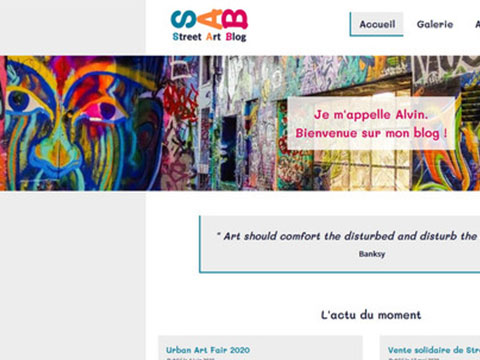 SAB
Street Art Blog
Accueil
Galerie
A
Je m'appelle Alvin.
Bienvenue sur mon blog !
" Art should comfort the disturbed and disturb the
Banksy
L'actu du moment
Urban Art Fair 2020
Vente solidaire de Stre